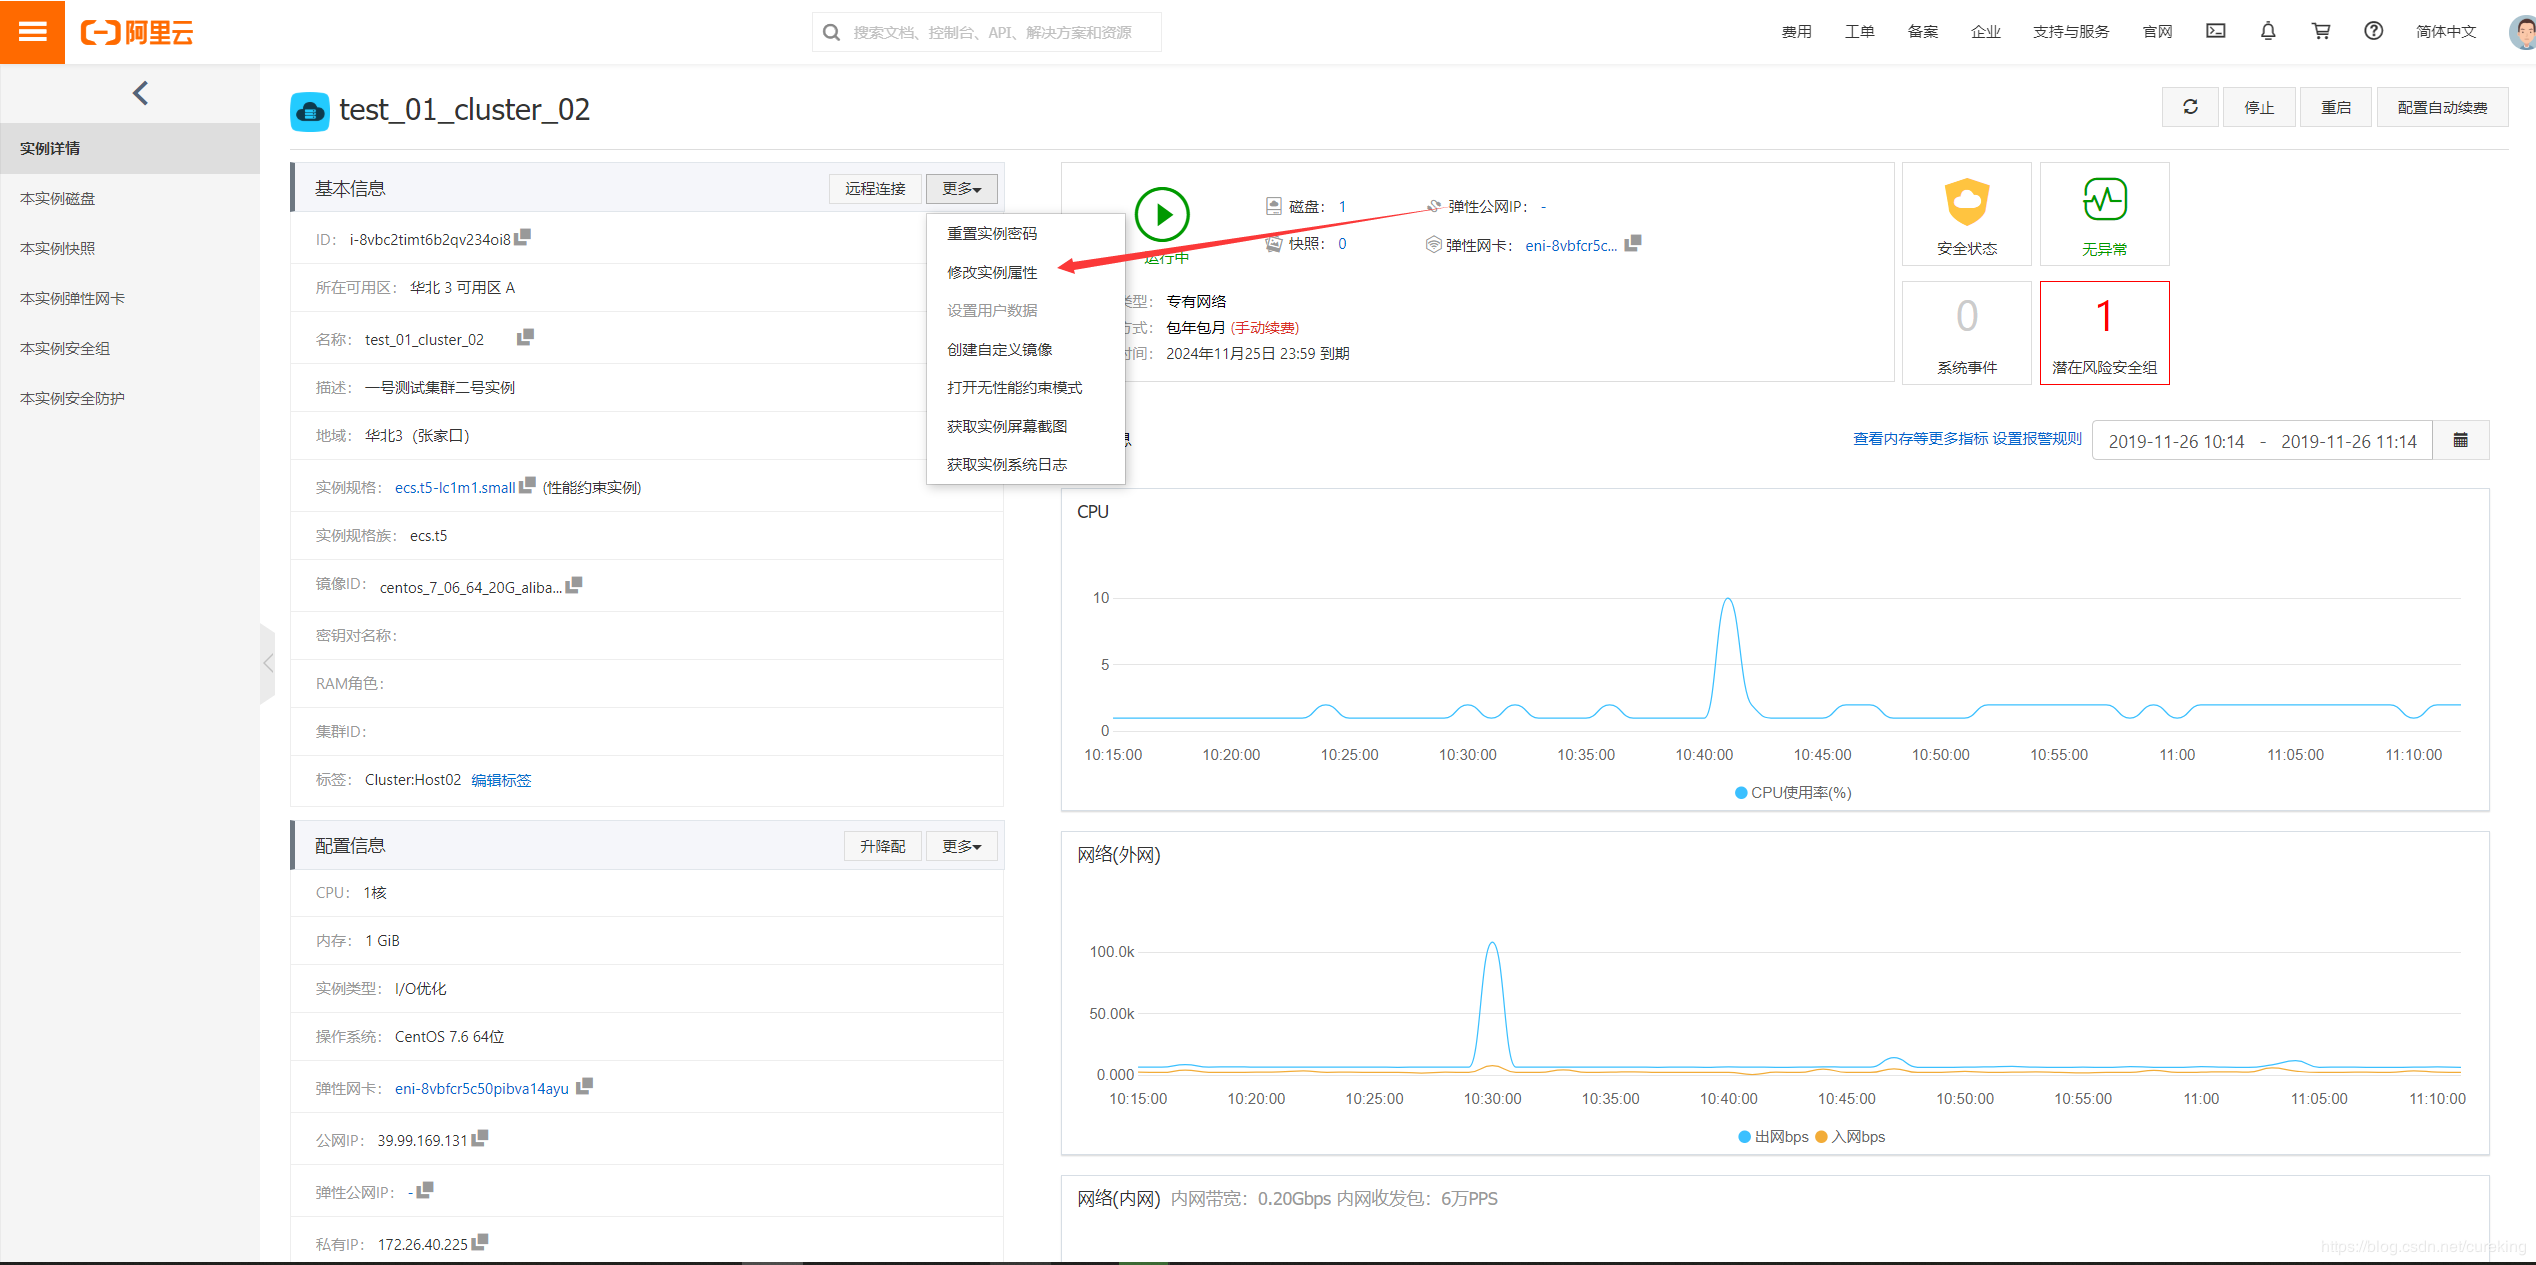 阿里云
搜索文档、控制台、API、解决方案和资源
费用 工单 备案 企业 支持与服务 官网 简体中文
实例详情
本实例磁盘
本实例快照
本实例弹性网卡
本实例安全组
本实例安全防护
test_01_cluster_02
停止 重启 配置自动续费
基本信息 远程连接 更多
ID: i-8vbc2timt6b2qv234oi8
所在可用区: 华北 3 可用区 A
名称: test_01_cluster_02
描述: 一号测试集群二号实例
地域: 华北3（张家口）
实例规格: ecs.t5-lc1m1.small (性能约束实例)
实例规格族: ecs.t5
镜像ID: centos_7_06_64_20G_aliba...
密钥对名称:
RAM角色:
集群ID:
标签: Cluster:Host02 编辑标签
重置实例密码
修改实例属性
设置用户数据
创建自定义镜像
打开无性能约束模式
获取实例屏幕截图
获取实例系统日志
配置信息 升降配 更多
CPU: 1核
内存: 1 GiB
实例类型: I/O优化
操作系统: CentOS 7.6 64位
弹性网卡: eni-8vbfcr5c50pibva14ayu
公网IP: 39.99.169.131
弹性公网IP: -
私有IP: 172.26.40.225
运行中
磁盘: 1 弹性公网IP: -
快照: 0 弹性网卡: eni-8vbfcr5c...
类型: 专有网络
方式: 包年包月 (手动续费)
时间: 2024年11月25日 23:59 到期
安全状态
无异常
0
系统事件
1
潜在风险安全组
息
查看内存等更多指标 设置报警规则 2019-11-26 10:14 - 2019-11-26 11:14
CPU
10
5
0
10:15:00 10:20:00 10:25:00 10:30:00 10:35:00 10:40:00 10:45:00 10:50:00 10:55:00 11:00 11:05:00 11:10:00
CPU使用率(%)
网络(外网)
100.0k
50.00k
0.000
10:15:00 10:20:00 10:25:00 10:30:00 10:35:00 10:40:00 10:45:00 10:50:00 10:55:00 11:00 11:05:00 11:10:00
出网bps 入网bps
网络(内网) 内网带宽: 0.20Gbps 内网收发包: 6万PPS
https://blog.csdn.net/cureking